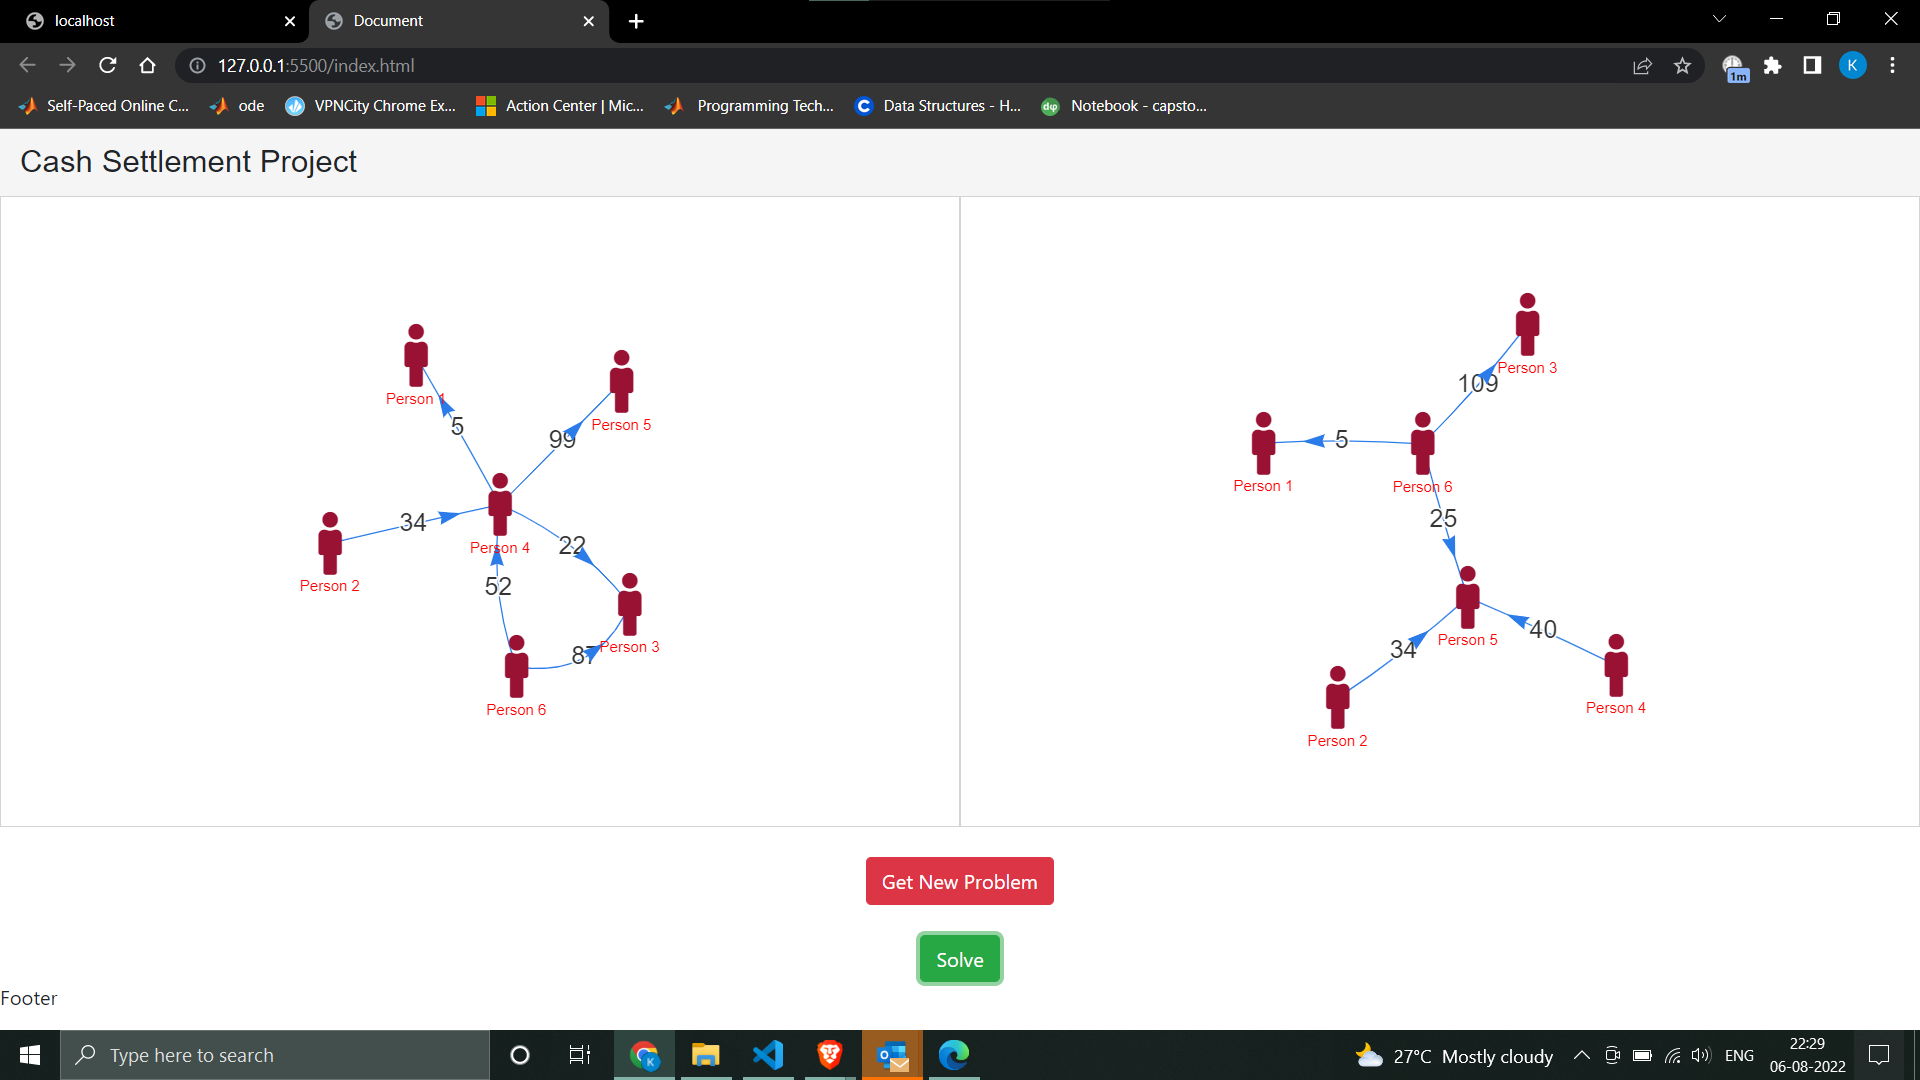 localhost
Document
127.0.0.1:5500/index.html
1m
K
Self-Paced Online C...
ode
VPNCity Chrome Ex...
Action Center | Mic...
Programming Tech...
Data Structures - H...
Notebook - capsto...
Cash Settlement Project
Person 1
5
99
Person 5
34
Person 4
22
Person 2
52
87
Person 3
Person 6
Person 3
109
5
Person 1
Person 6
25
40
34
Person 5
Person 4
Person 2
Get New Problem
Solve
Footer
Type here to search
27°C Mostly cloudy
ENG
22:29
06-08-2022